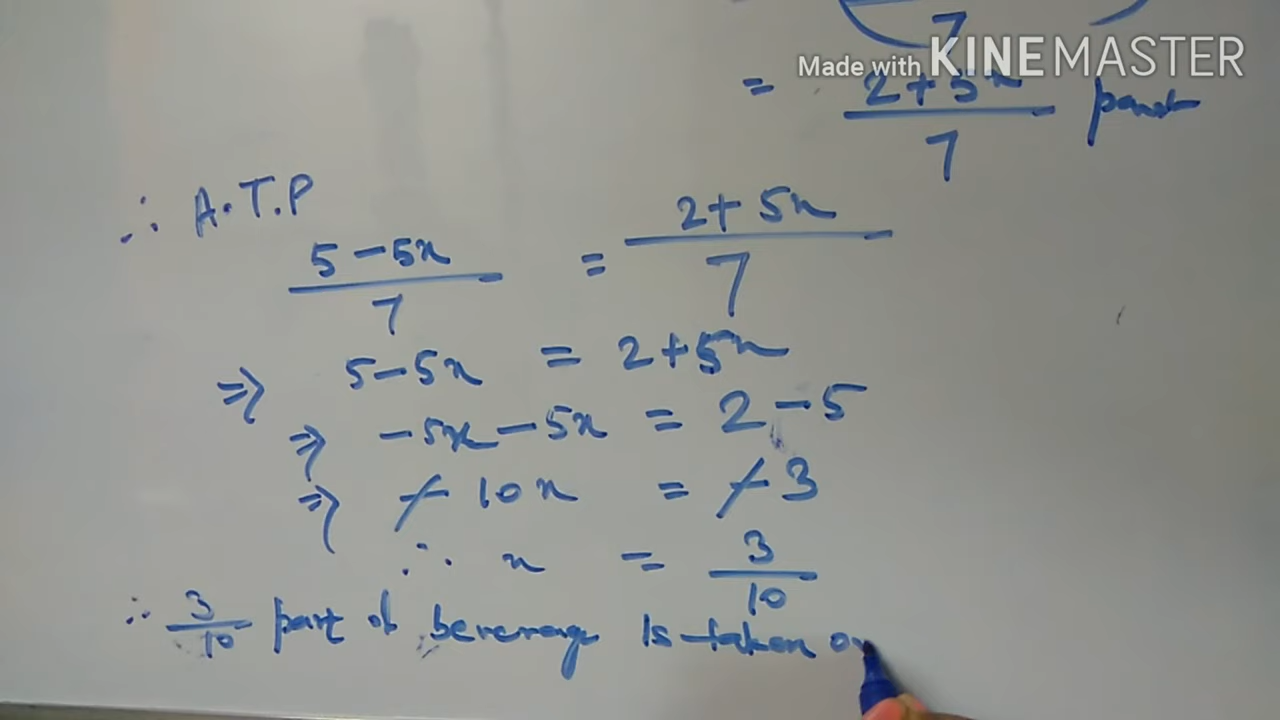 7
Made with KINEMASTER
= 2+5x/7 part
∴ A.T.P
5-5x/7 = 2+5x/7
⇒ 5-5x = 2+5x
⇒ -5x-5x = 2-5
⇒ -10x = -3
∴ x = 3/10
∴ 3/10 part of beverage is taken